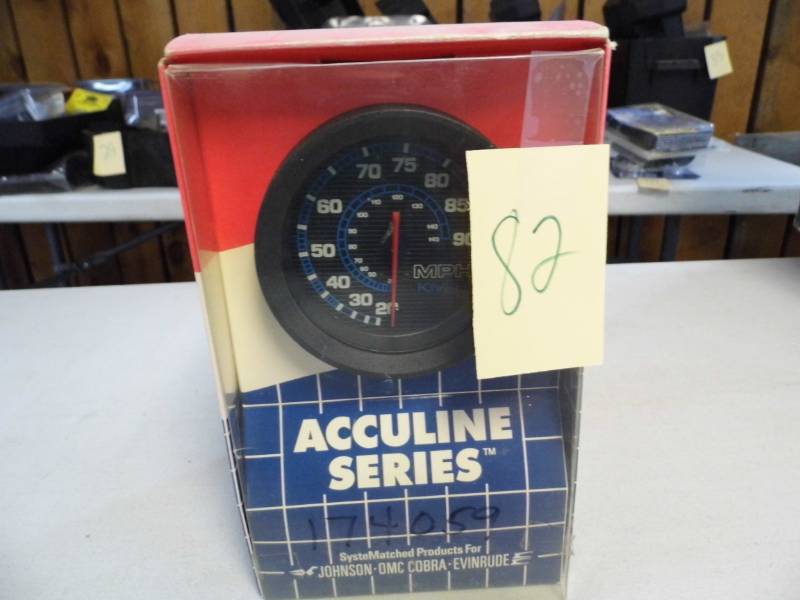 70 75 80
60 85
50 90
40
30
20
MPH
82
ACCULINE
SERIES™
174059
SysteMatched Products For
JOHNSON·OMC COBRA·EVINRUDE